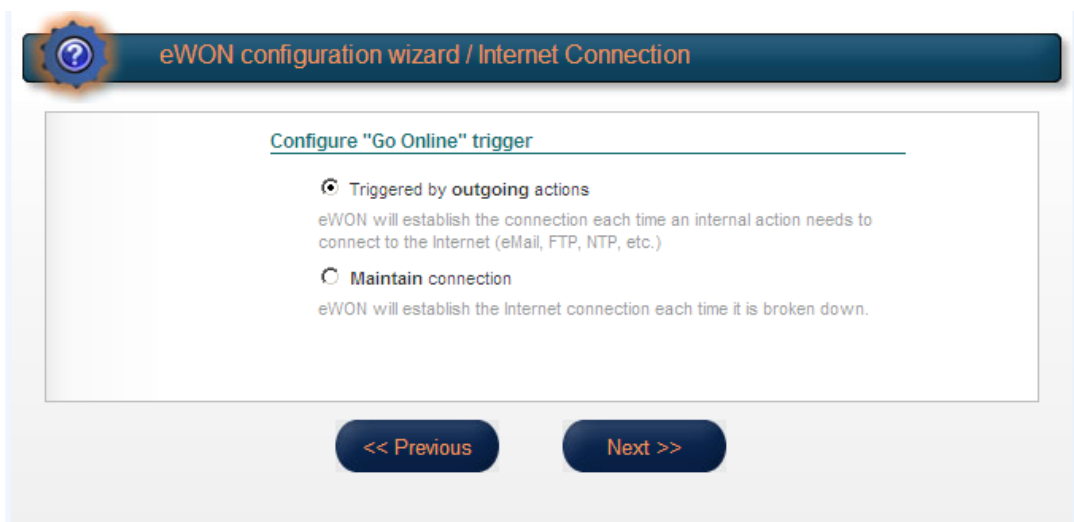 eWON configuration wizard / Internet Connection
Configure "Go Online" trigger
Triggered by outgoing actions
eWON will establish the connection each time an internal action needs to
connect to the Internet (eMail, FTP, NTP, etc.)
Maintain connection
eWON will establish the Internet connection each time it is broken down.
<< Previous
Next >>